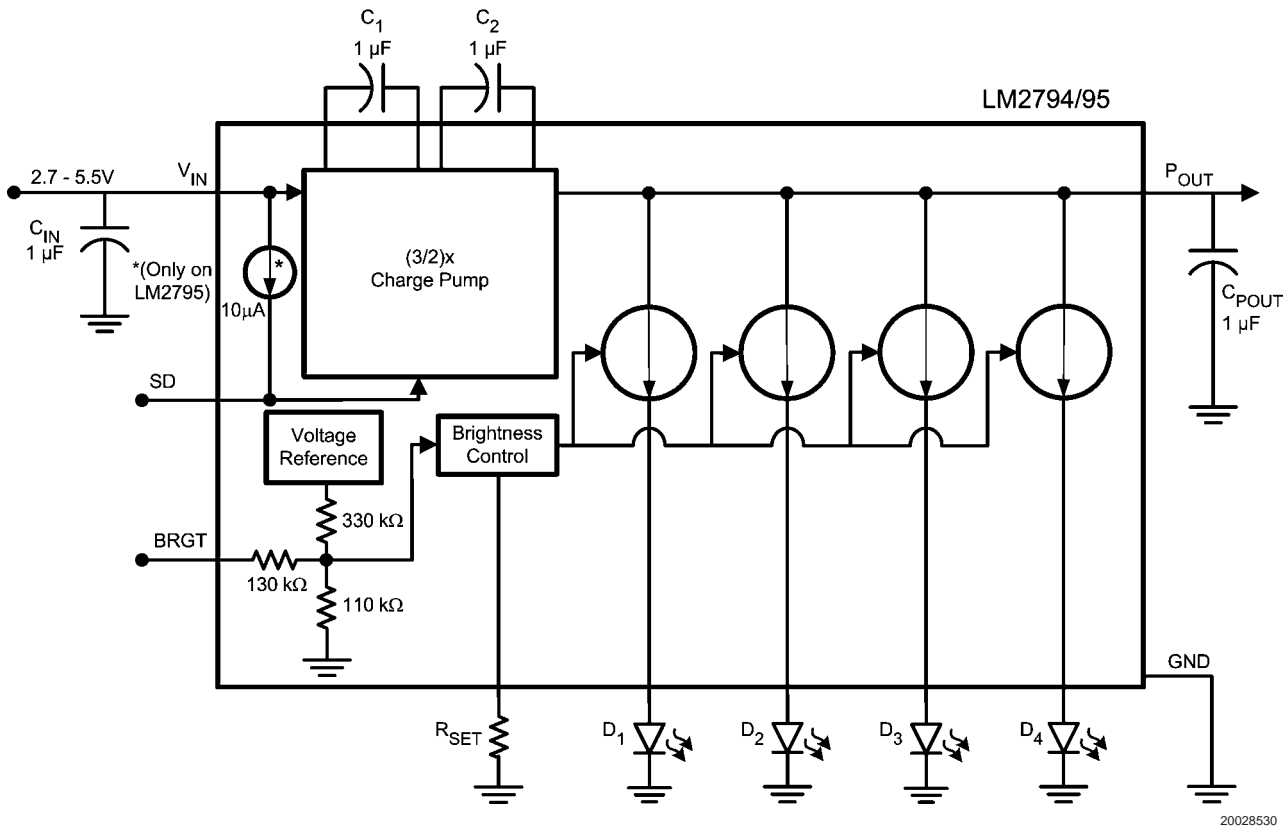 C1
1 µF
C2
1 µF
LM2794/95
2.7 - 5.5V
VIN
POUT
CIN
1 µF
*(Only on
LM2795)
*
10µA
(3/2)x
Charge Pump
CPOUT
1 µF
SD
Voltage
Reference
Brightness
Control
330 kΩ
BRGT
130 kΩ
110 kΩ
GND
RSET
D1
D2
D3
D4
20028530